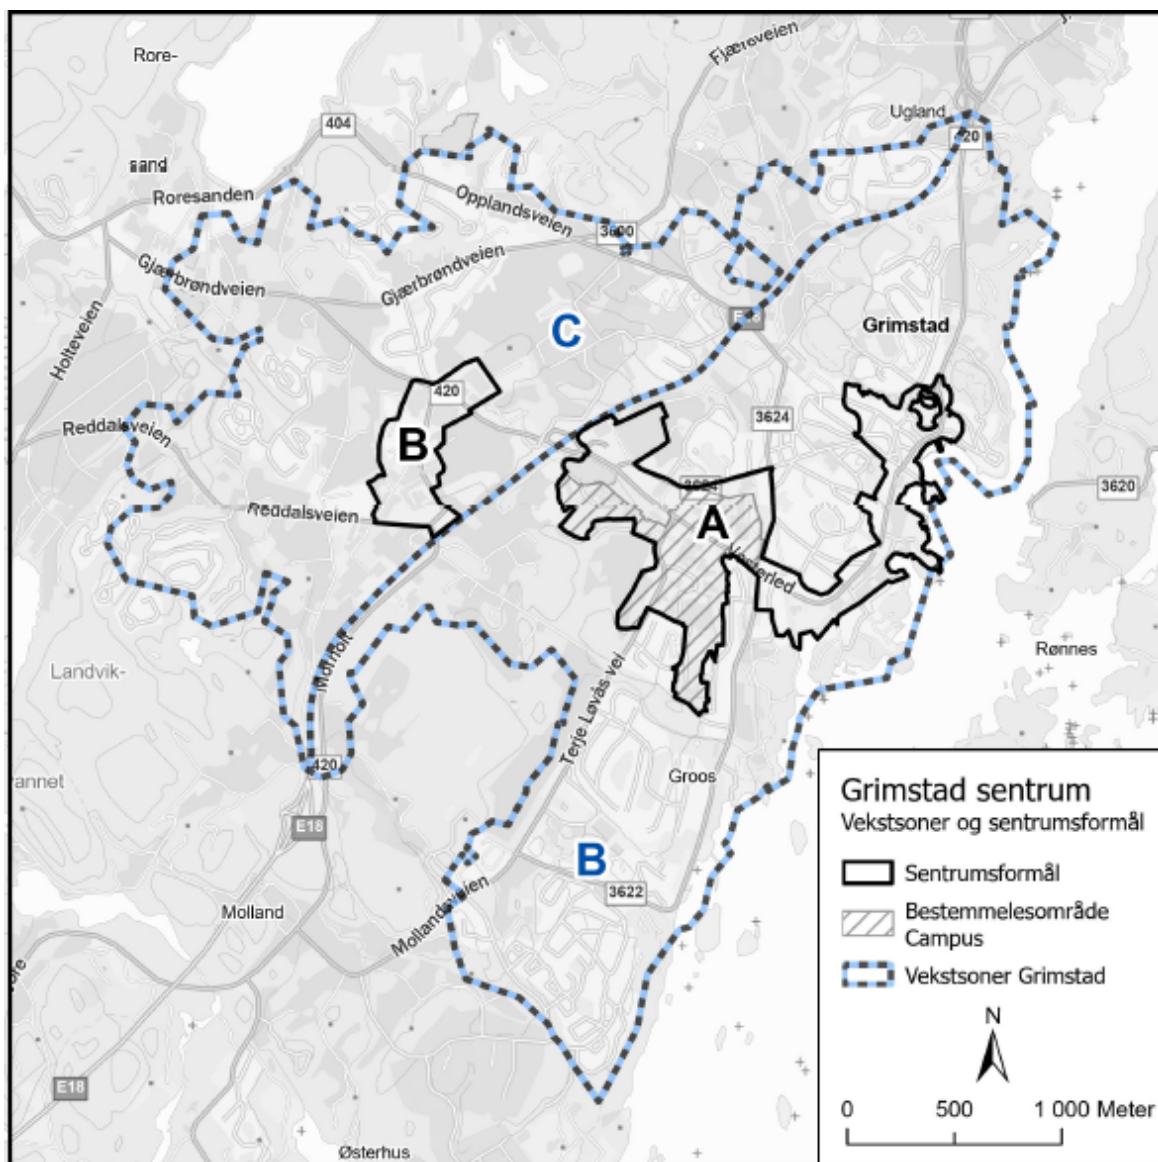 Rore-
Fjæreveien
Ugland
404
420
sand
Roresanden
Opplandsveien
3600
Gjærbrøndveien
Gjærbrøndveien
Holteveien
C
E18
Grimstad
420
3624
Reddalsveien
B
3620
A
Reddalsveien
Vesterled
Morholt
Rønnes
Landvik-
Terje Løvås vei
420
Groos
vannet
E18
B
3622
Molland
Mollandsveien
E18
Østerhus
Grimstad sentrum
Vekstsoner og sentrumsformål
Sentrumsformål
Bestemmelesområde
Campus
Vekstsoner Grimstad
N
0 500 1 000 Meter